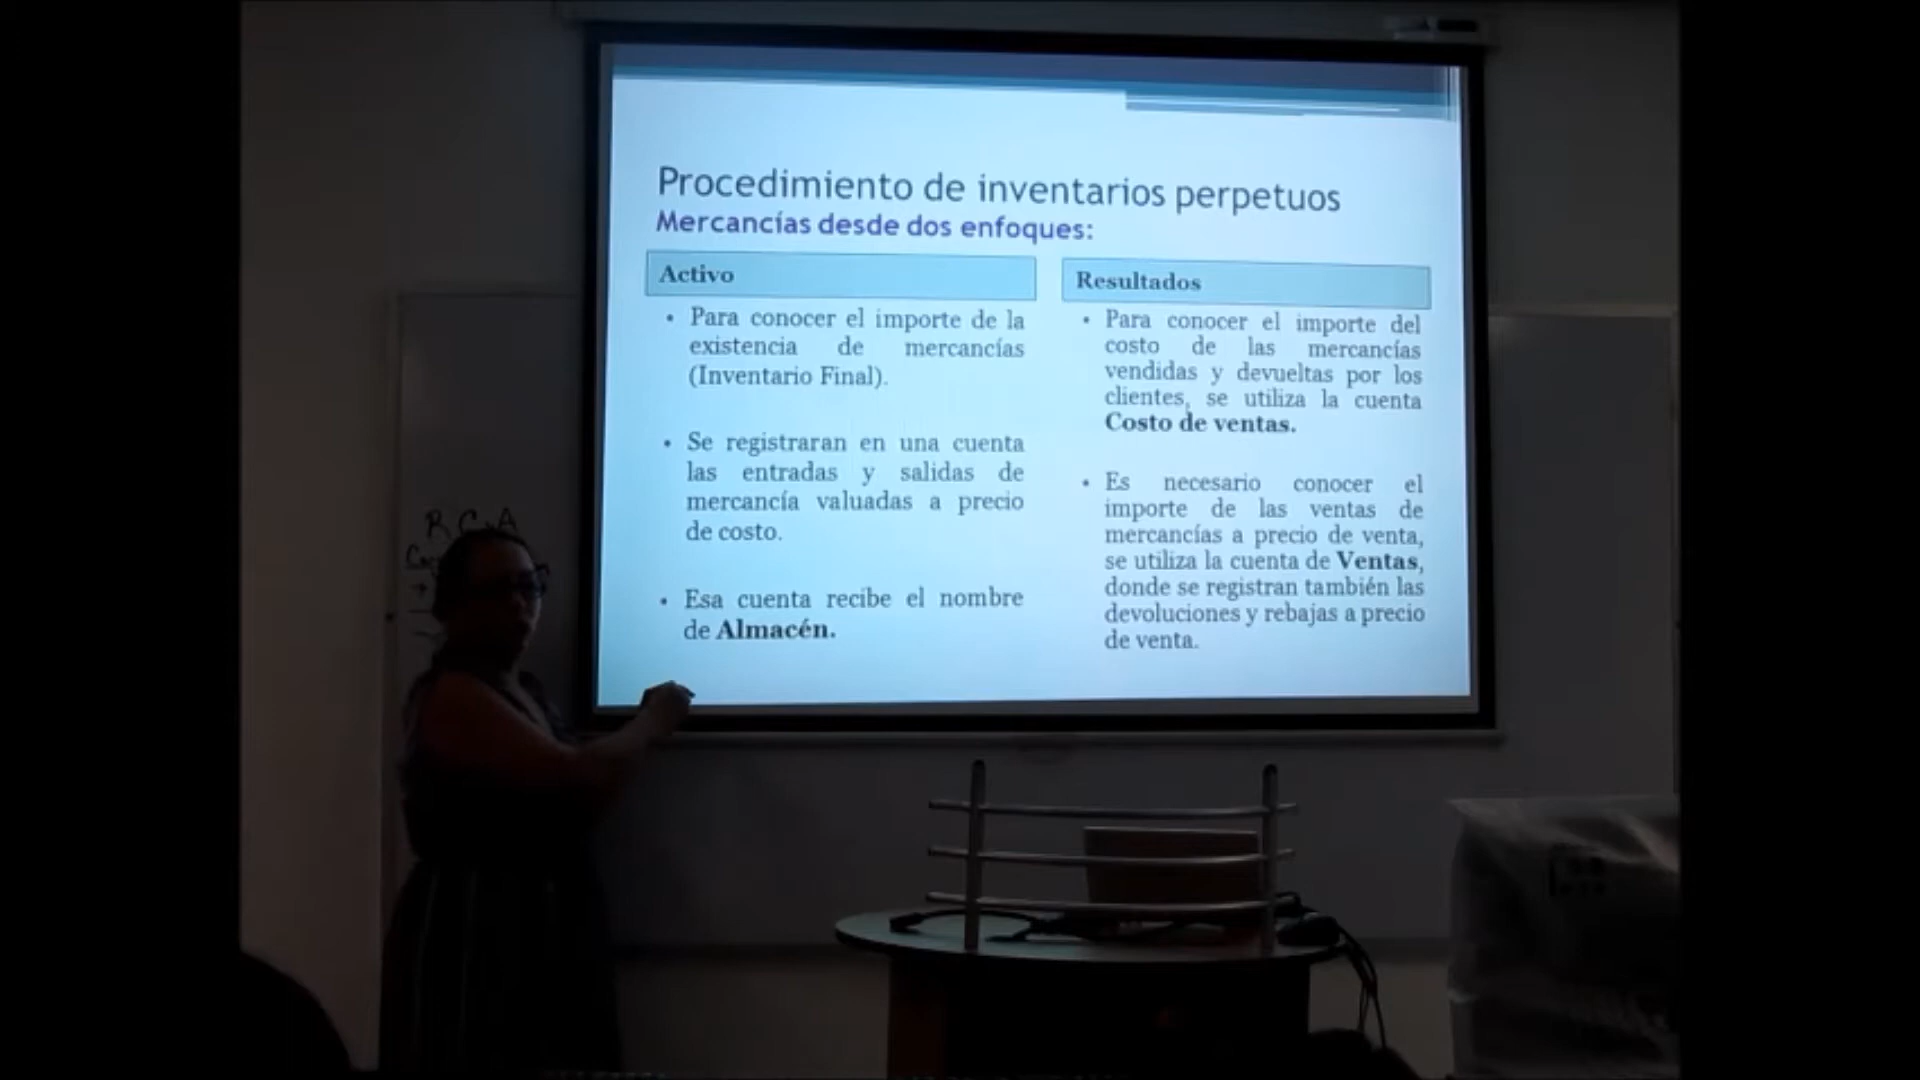 Procedimiento de inventarios perpetuos
Mercancías desde dos enfoques:
Activo
• Para conocer el importe de la
existencia de mercancías
(Inventario Final).
• Se registraran en una cuenta
las entradas y salidas de
mercancía valuadas a precio
de costo.
• Esa cuenta recibe el nombre
de Almacén.
Resultados
• Para conocer el importe del
costo de las mercancías
vendidas y devueltas por los
clientes, se utiliza la cuenta
Costo de ventas.
• Es necesario conocer el
importe de las ventas de
mercancías a precio de venta,
se utiliza la cuenta de Ventas,
donde se registran también las
devoluciones y rebajas a precio
de venta.